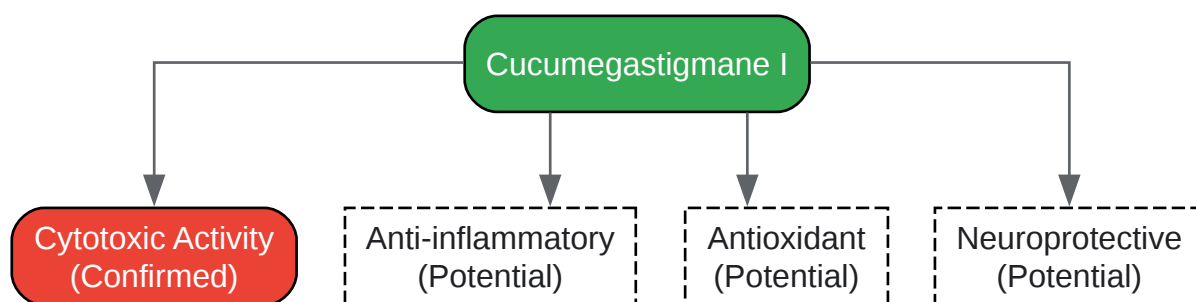 Cucumegastigmane I
Cytotoxic Activity
(Confirmed)
Anti-inflammatory
(Potential)
Antioxidant
(Potential)
Neuroprotective
(Potential)